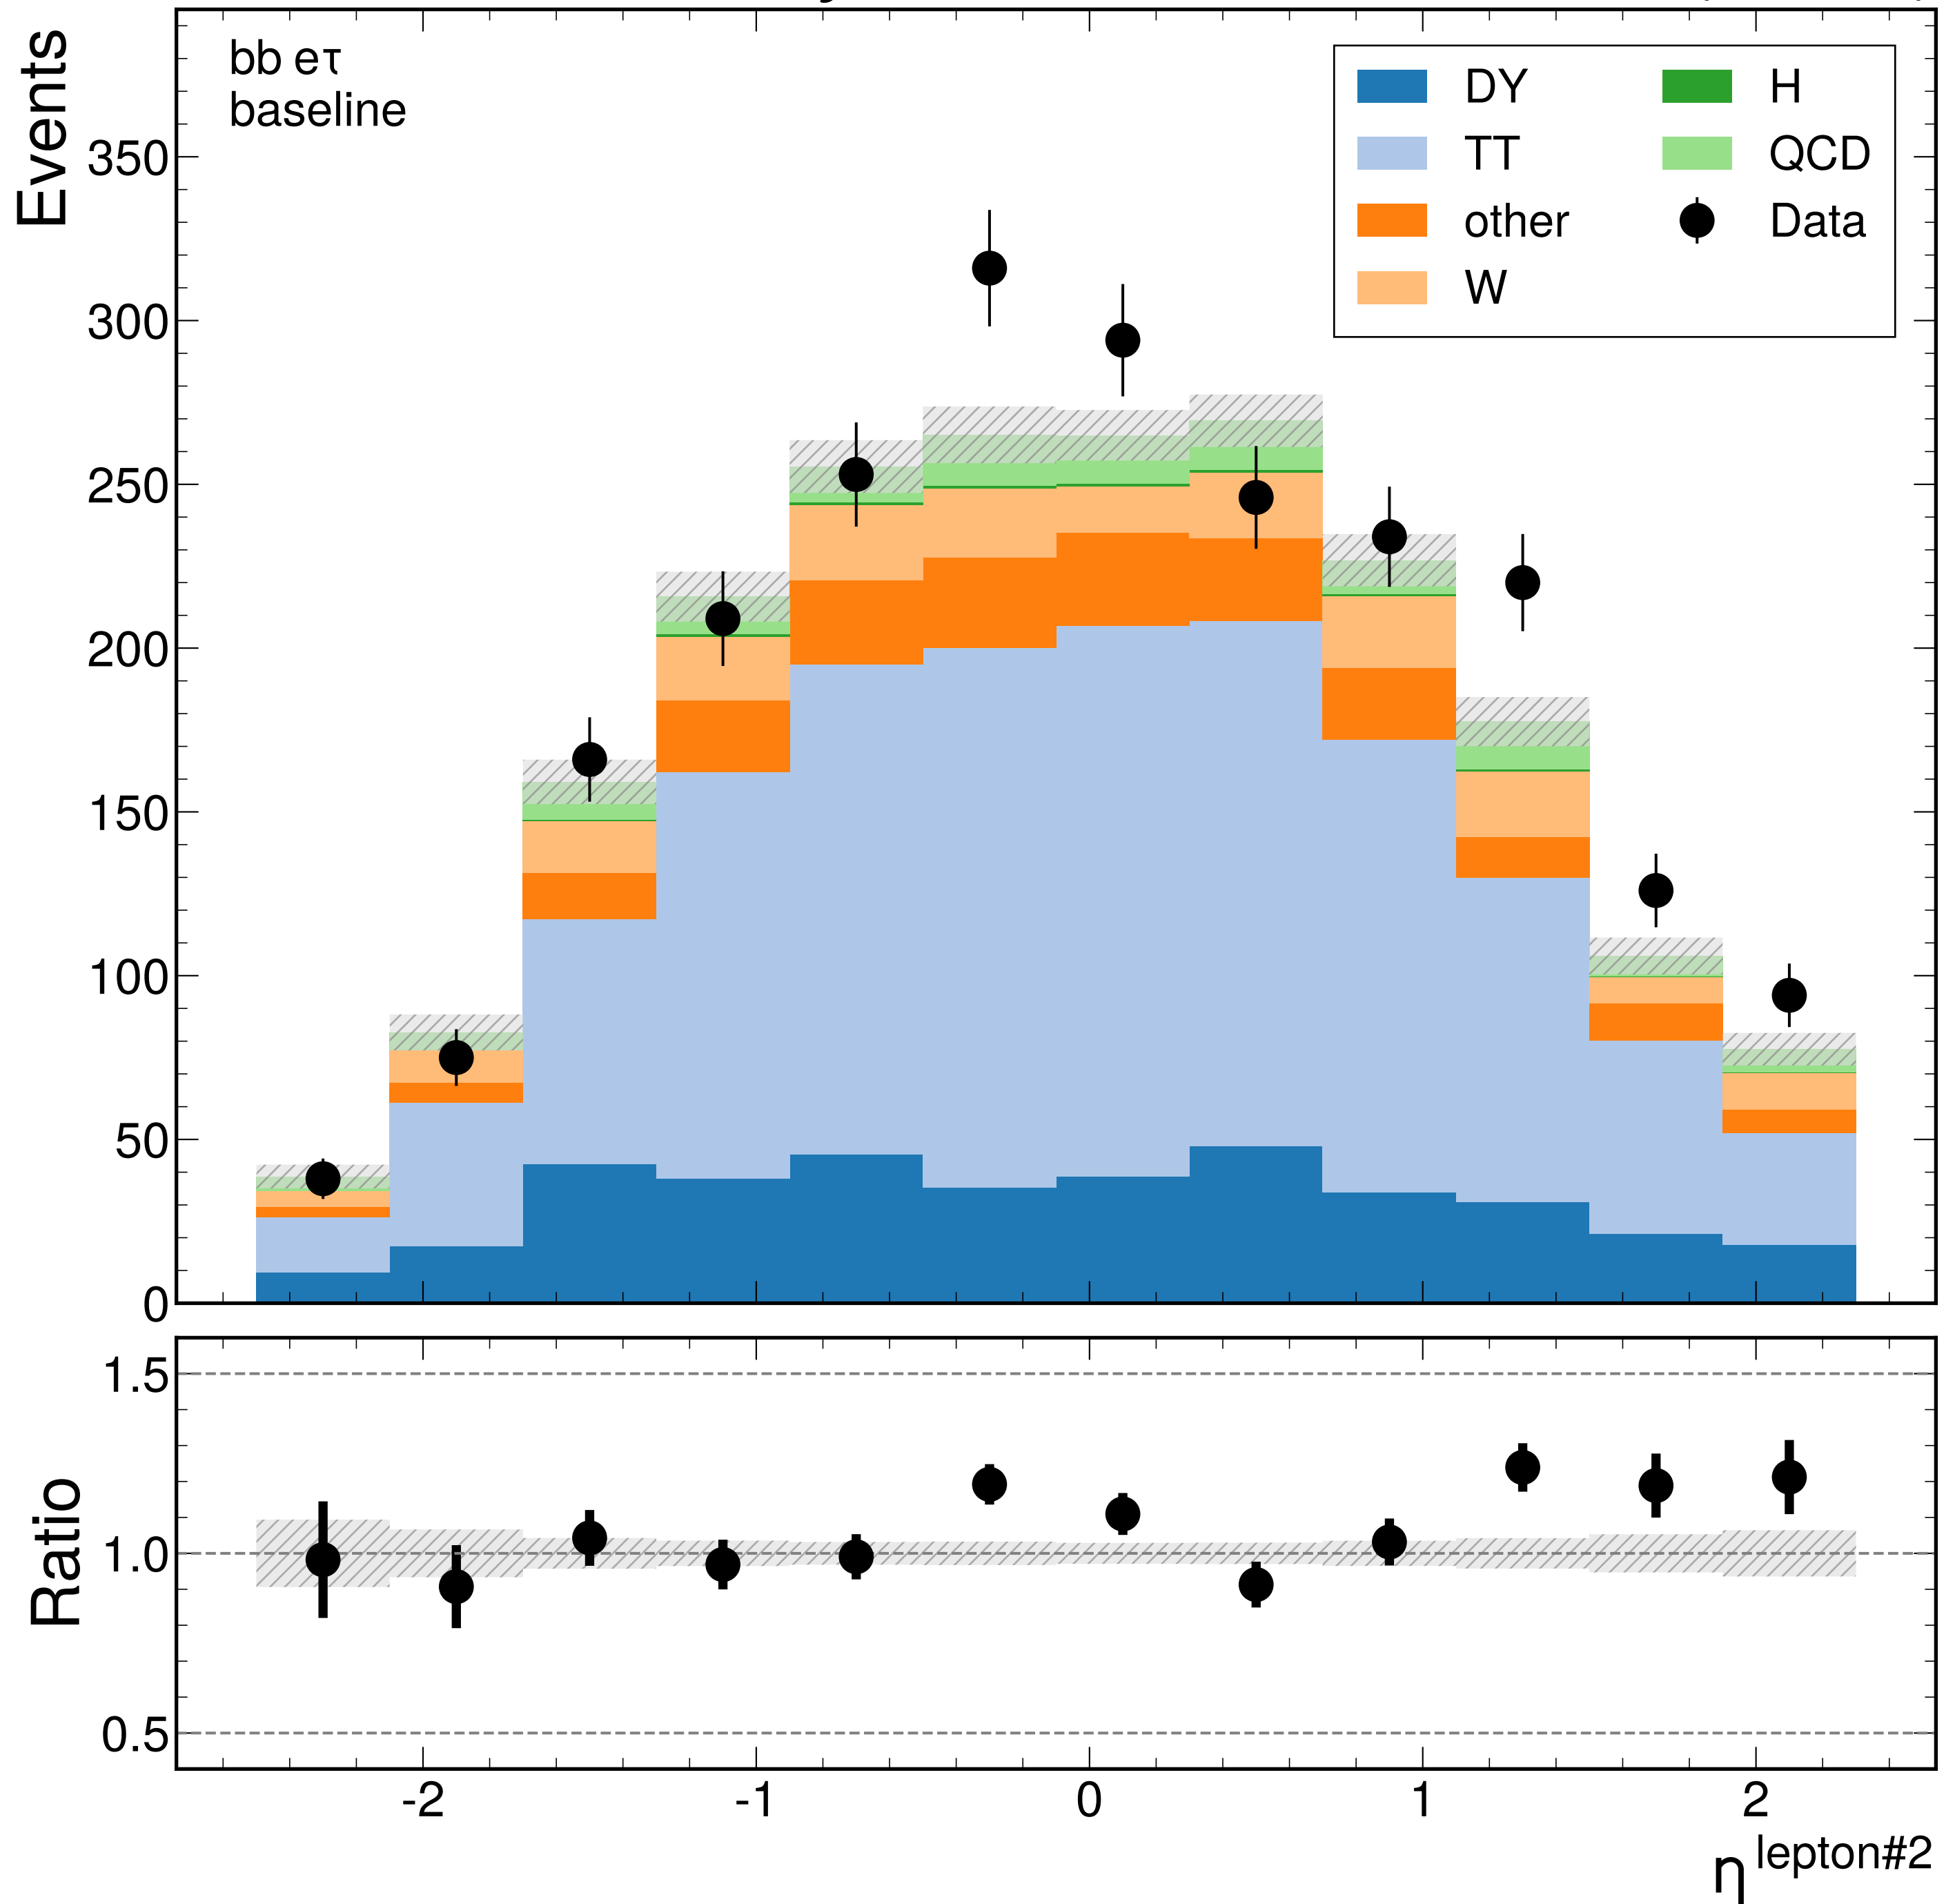 bb eτ
baseline
DY
TT
other
W
H
QCD
Data
Events
350
300
250
200
150
100
50
0
Ratio
1.5
1.0
0.5
-2 -1 0 1 2
η lepton#2